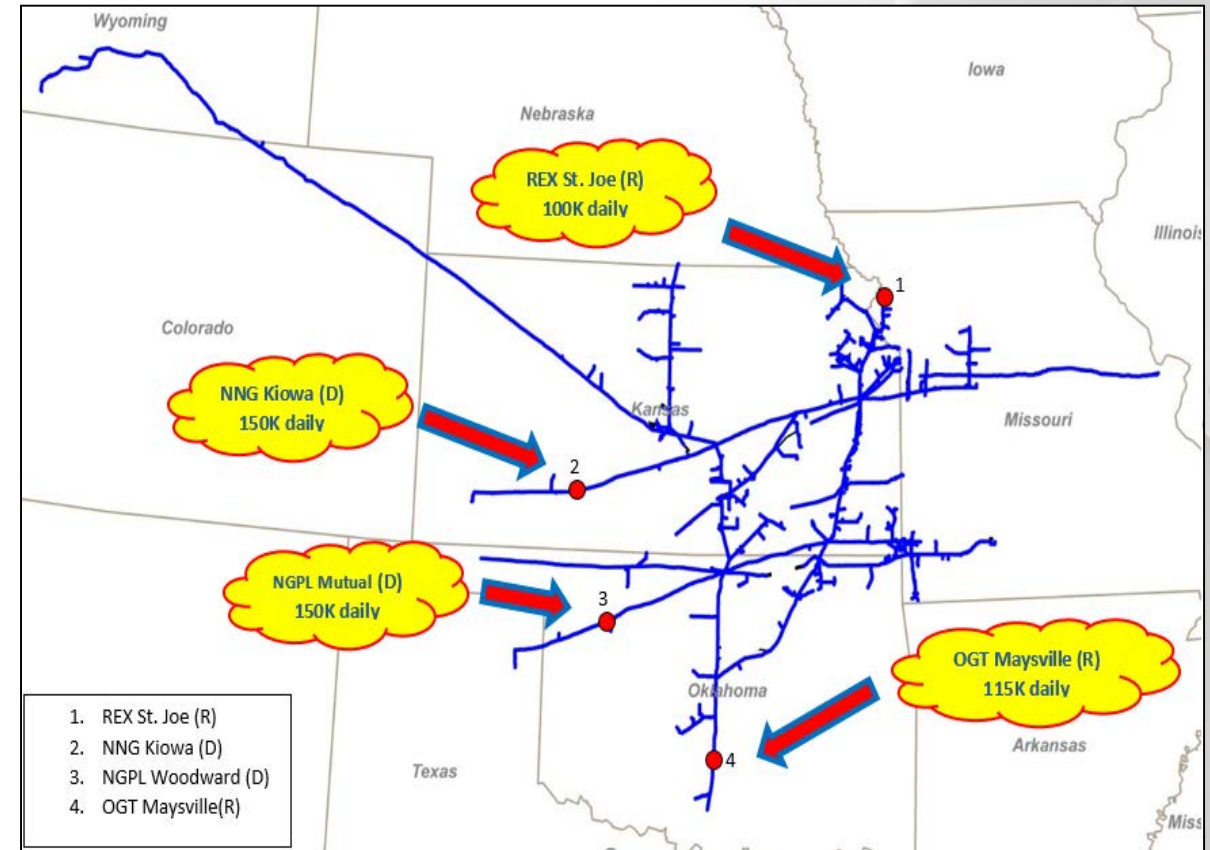 Wyoming
Iowa
Nebraska
REX St. Joe (R)
100K daily
Illinois
1
Colorado
NNG Kiowa (D)
150K daily
Kansas
Missouri
2
NGPL Mutual (D)
150K daily
3
OGT Maysville (R)
115K daily
Oklahoma
1. REX St. Joe (R)
2. NNG Kiowa (D)
3. NGPL Woodward (D)
4. OGT Maysville(R)
Arkansas
4
Texas
Miss